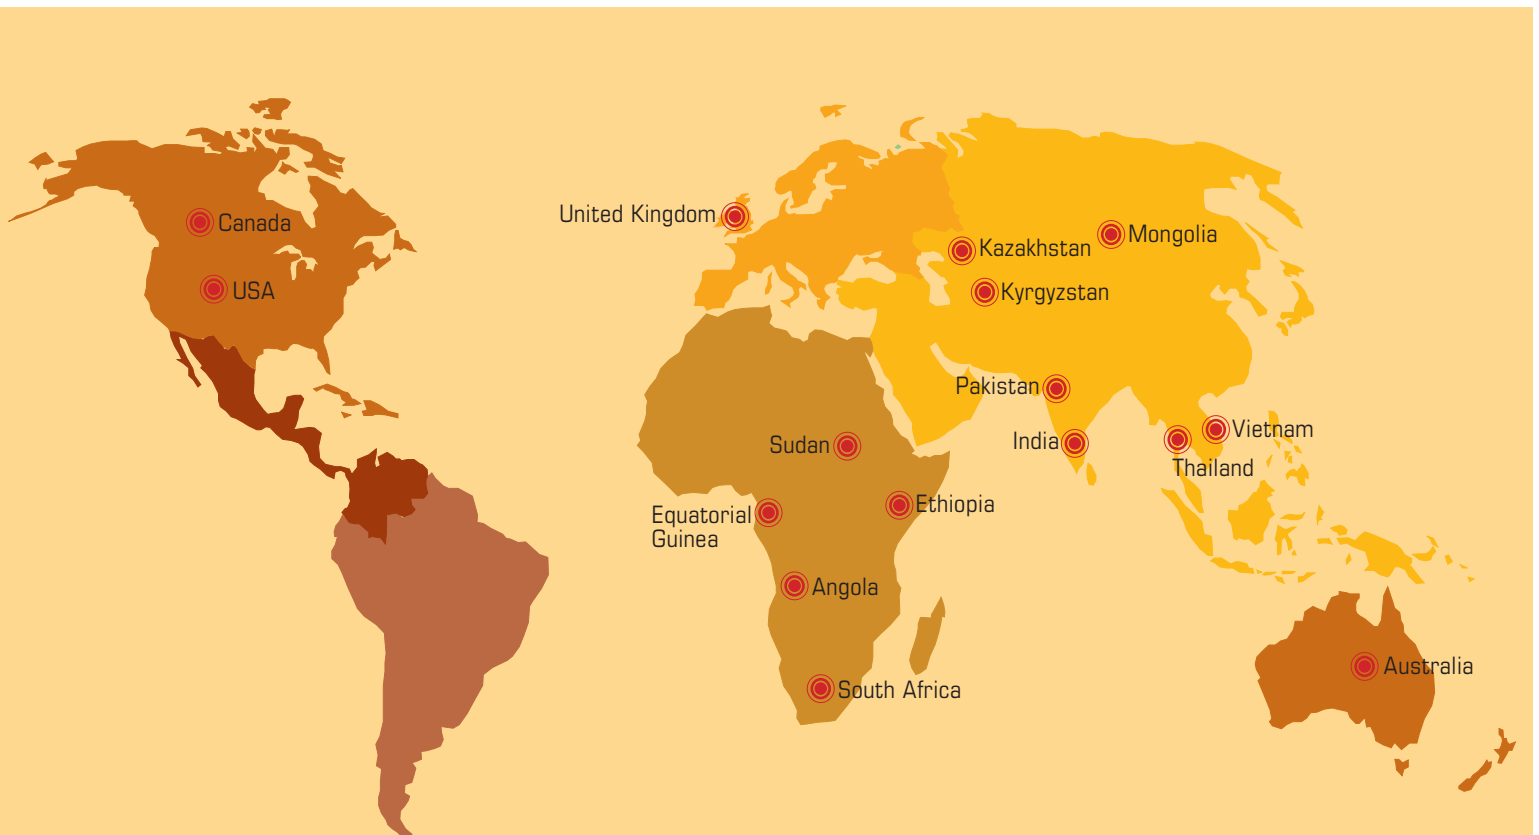 United Kingdom
Canada
Kazakhstan
Mongolia
USA
Kyrgyzstan
Pakistan
Vietnam
India
Sudan
Thailand
Ethiopia
Equatorial
Guinea
Angola
Australia
South Africa